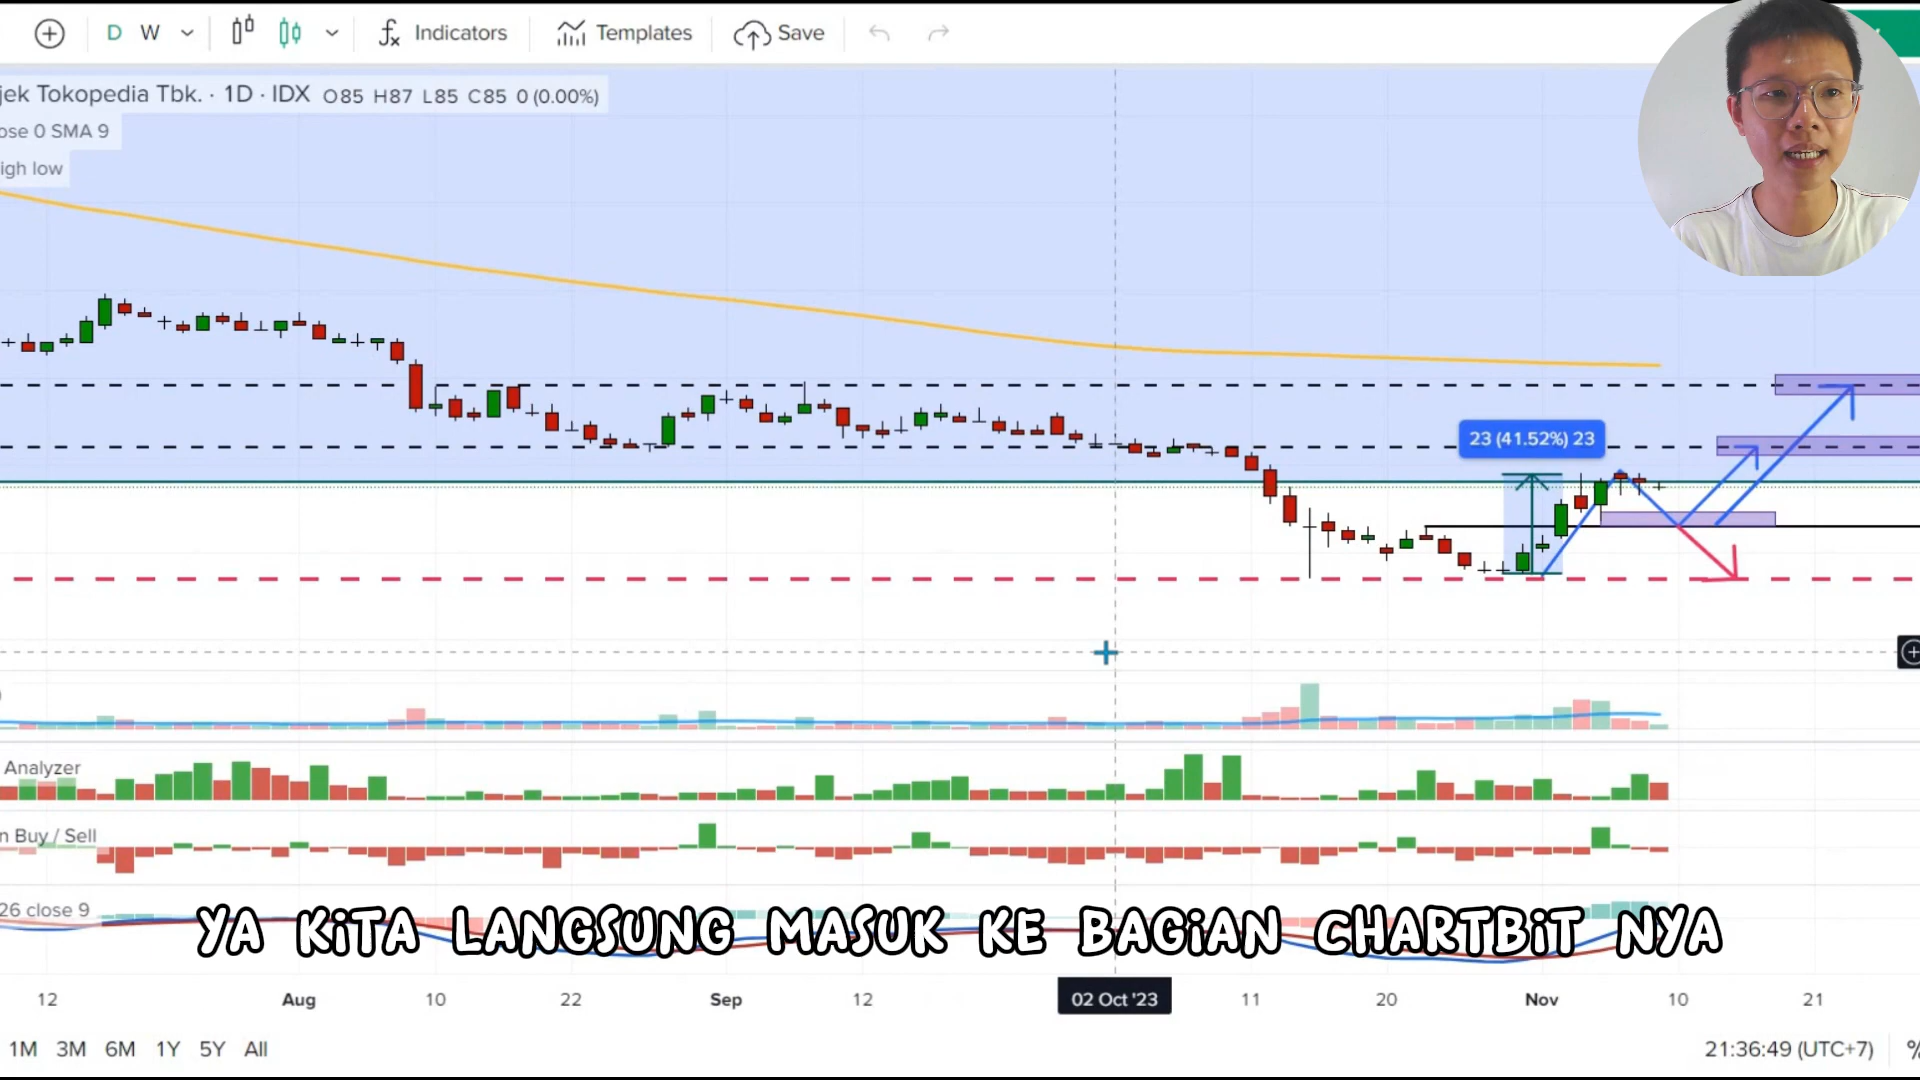 D W Indicators Templates Save
jek Tokopedia Tbk. · 1D · IDX O85 H87 L85 C85 0 (0.00%)
ose 0 SMA 9
igh low
23 (41.52%) 23
Analyzer
n Buy / Sell
26 close 9
YA KiTA LANGSUNG MASUK KE BAGiAN CHARTBiT NYA
12 Aug 10 22 Sep 12 02 Oct '23 11 20 Nov 10 21
1M 3M 6M 1Y 5Y All 21:36:49 (UTC+7) %